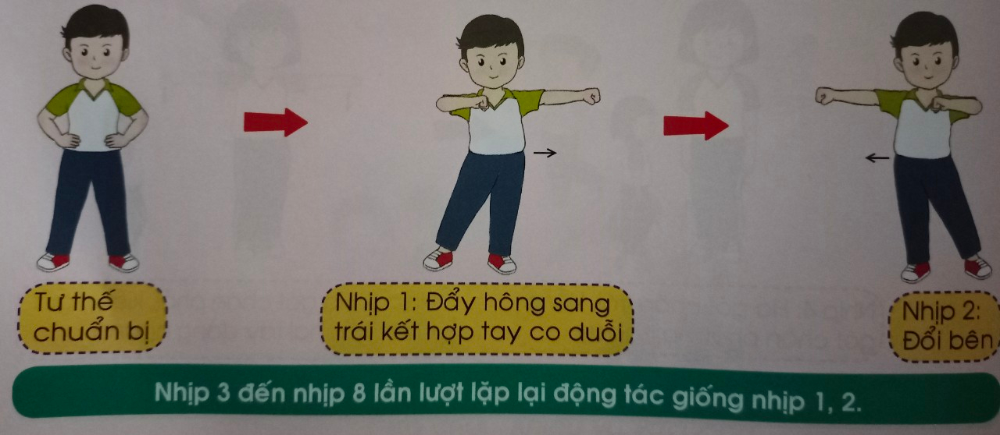 Tư thế
chuẩn bị
Nhịp 1: Đẩy hông sang
trái kết hợp tay co duỗi
Nhịp 2:
Đổi bên
Nhịp 3 đến nhịp 8 lần lượt lặp lại động tác giống nhịp 1, 2.